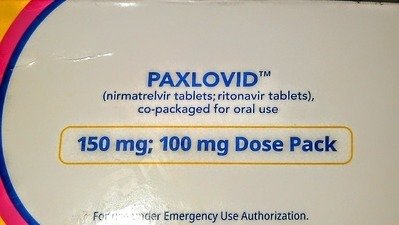 PAXLOVID™
(nirmatrelvir tablets; ritonavir tablets),
co-packaged for oral use
150 mg; 100 mg Dose Pack
For use under Emergency Use Authorization.